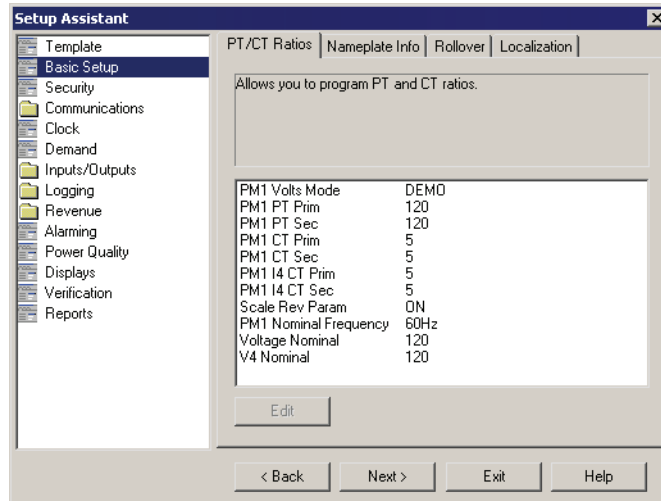 Setup Assistant
Template
Basic Setup
Security
Communications
Clock
Demand
Inputs/Outputs
Logging
Revenue
Alarming
Power Quality
Displays
Verification
Reports
PT/CT Ratios Nameplate Info Rollover Localization
Allows you to program PT and CT ratios.
PM1 Volts Mode DEMO
PM1 PT Prim 120
PM1 PT Sec 120
PM1 CT Prim 5
PM1 CT Sec 5
PM1 I4 CT Prim 5
PM1 I4 CT Sec 5
Scale Rev Param ON
PM1 Nominal Frequency 60Hz
Voltage Nominal 120
V4 Nominal 120
Edit
< Back Next > Exit Help